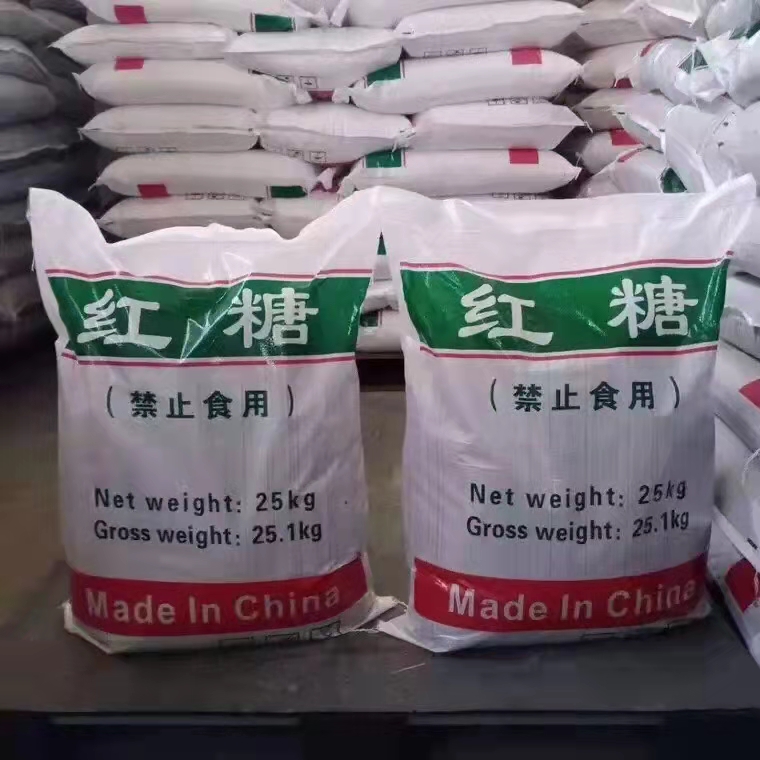 红糖
（禁止食用）
Net weight: 25kg
Gross weight: 25.1kg
Made In China
红糖
（禁止食用）
Net weight: 25kg
Gross weight: 25.1kg
Made In China